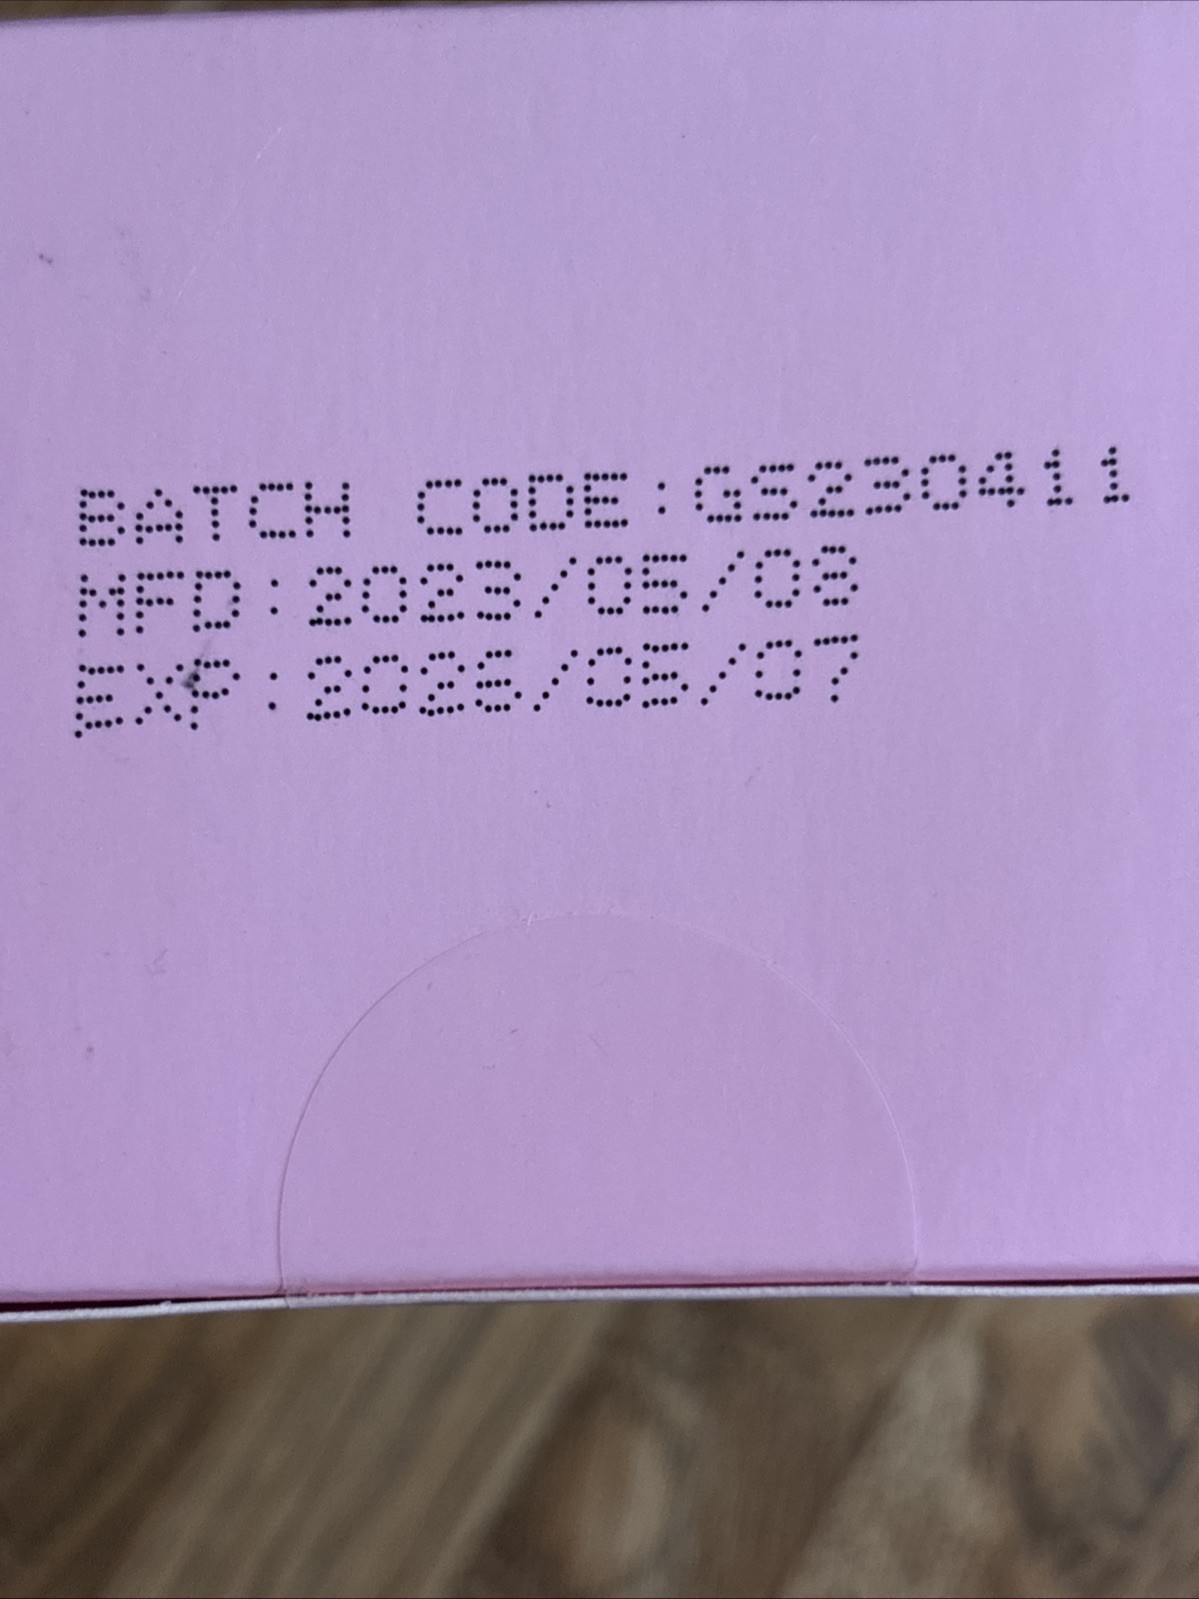 BATCH CODE:GS230411
MFD:2023/05/08
EXP:2026/05/07